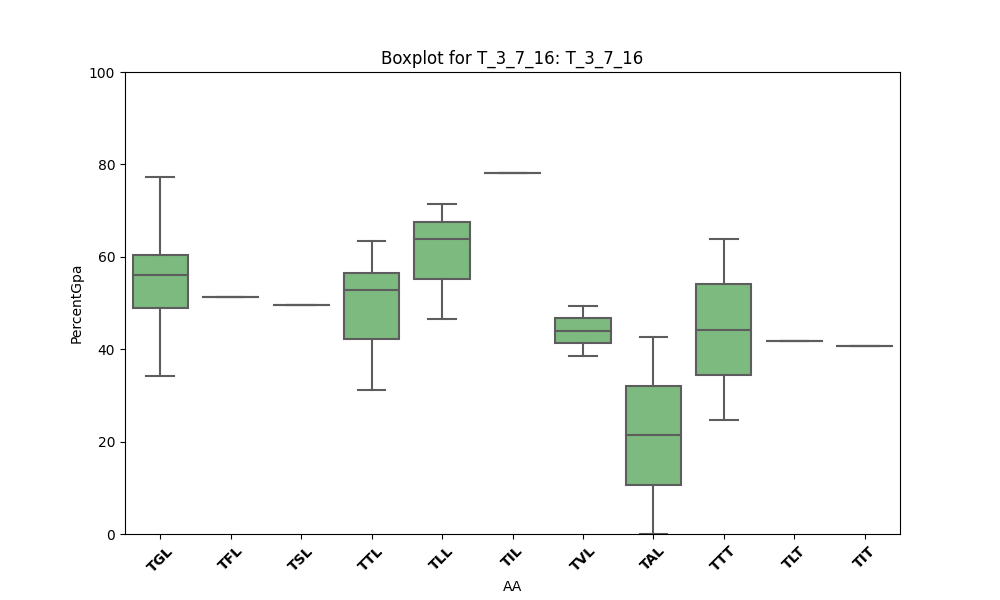 Boxplot for T_3_7_16: T_3_7_16
PercentGpa
100
80
60
40
20
0
TGL TFL TSL TTL TLL TIL TVL TAL TTT TLT TIT
AA